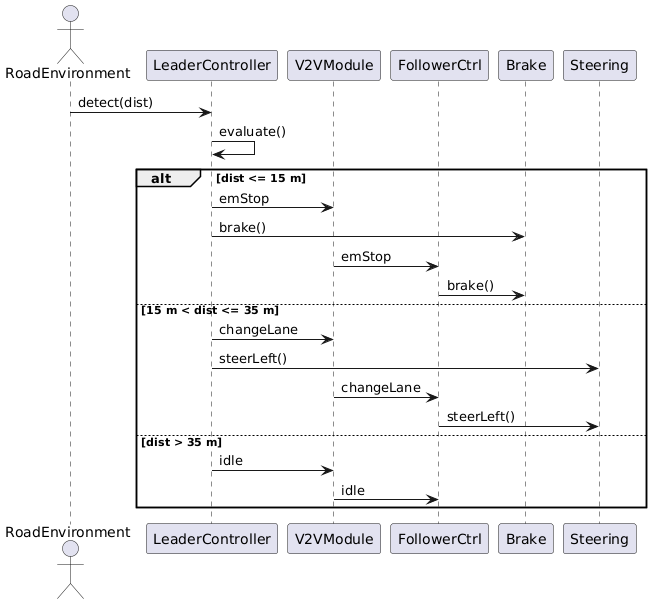 RoadEnvironment
LeaderController
V2VModule
FollowerCtrl
Brake
Steering
detect(dist)
evaluate()
alt
[dist <= 15 m]
emStop
brake()
emStop
brake()
[15 m < dist <= 35 m]
changeLane
steerLeft()
changeLane
steerLeft()
[dist > 35 m]
idle
idle
RoadEnvironment
LeaderController
V2VModule
FollowerCtrl
Brake
Steering